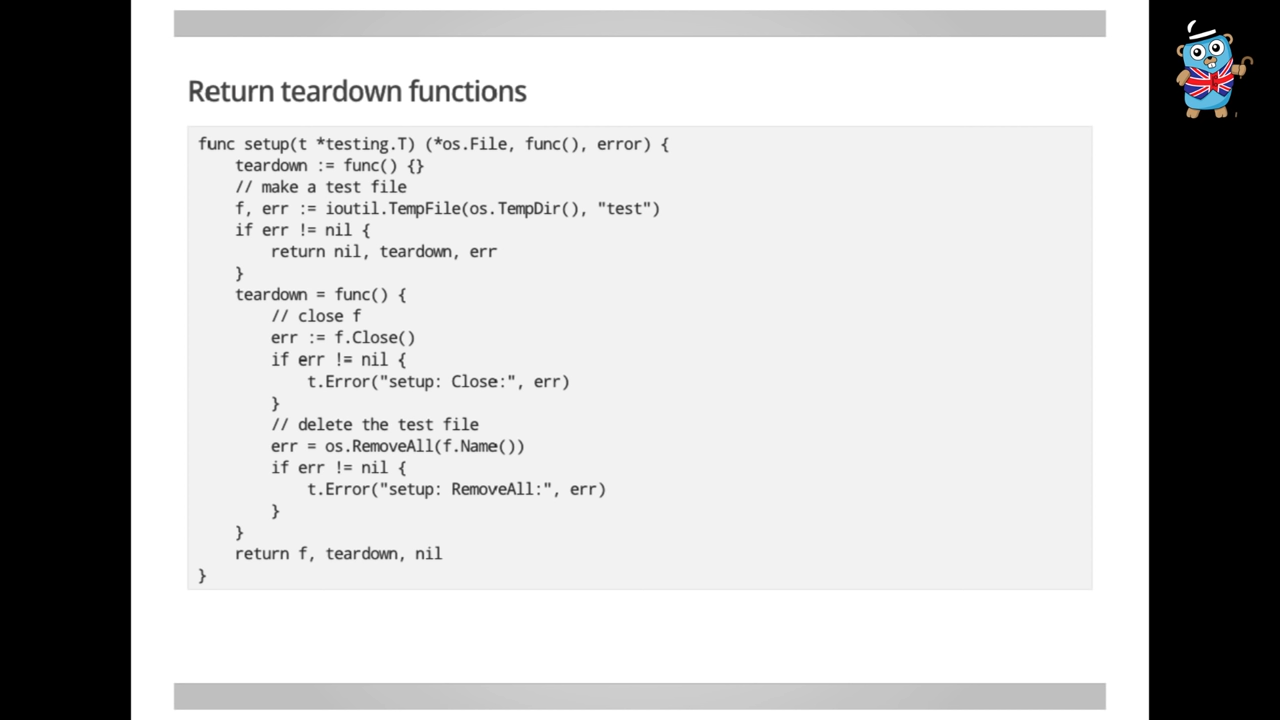 Return teardown functions
func setup(t *testing.T) (*os.File, func(), error) {
    teardown := func() {}
    // make a test file
    f, err := ioutil.TempFile(os.TempDir(), "test")
    if err != nil {
        return nil, teardown, err
    }
    teardown = func() {
        // close f
        err := f.Close()
        if err != nil {
            t.Error("setup: Close:", err)
        }
        // delete the test file
        err = os.RemoveAll(f.Name())
        if err != nil {
            t.Error("setup: RemoveAll:", err)
        }
    }
    return f, teardown, nil
}